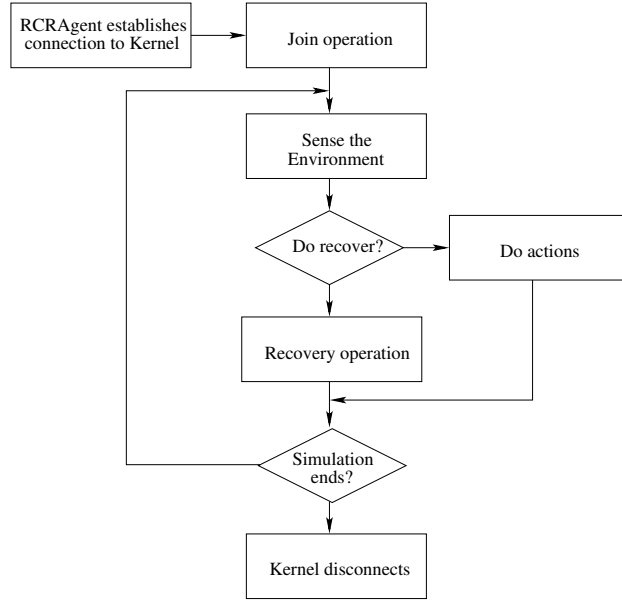 RCRAgent establishes
connection to Kernel
Join operation
Sense the
Environment
Do recover?
Do actions
Recovery operation
Simulation
ends?
Kernel disconnects